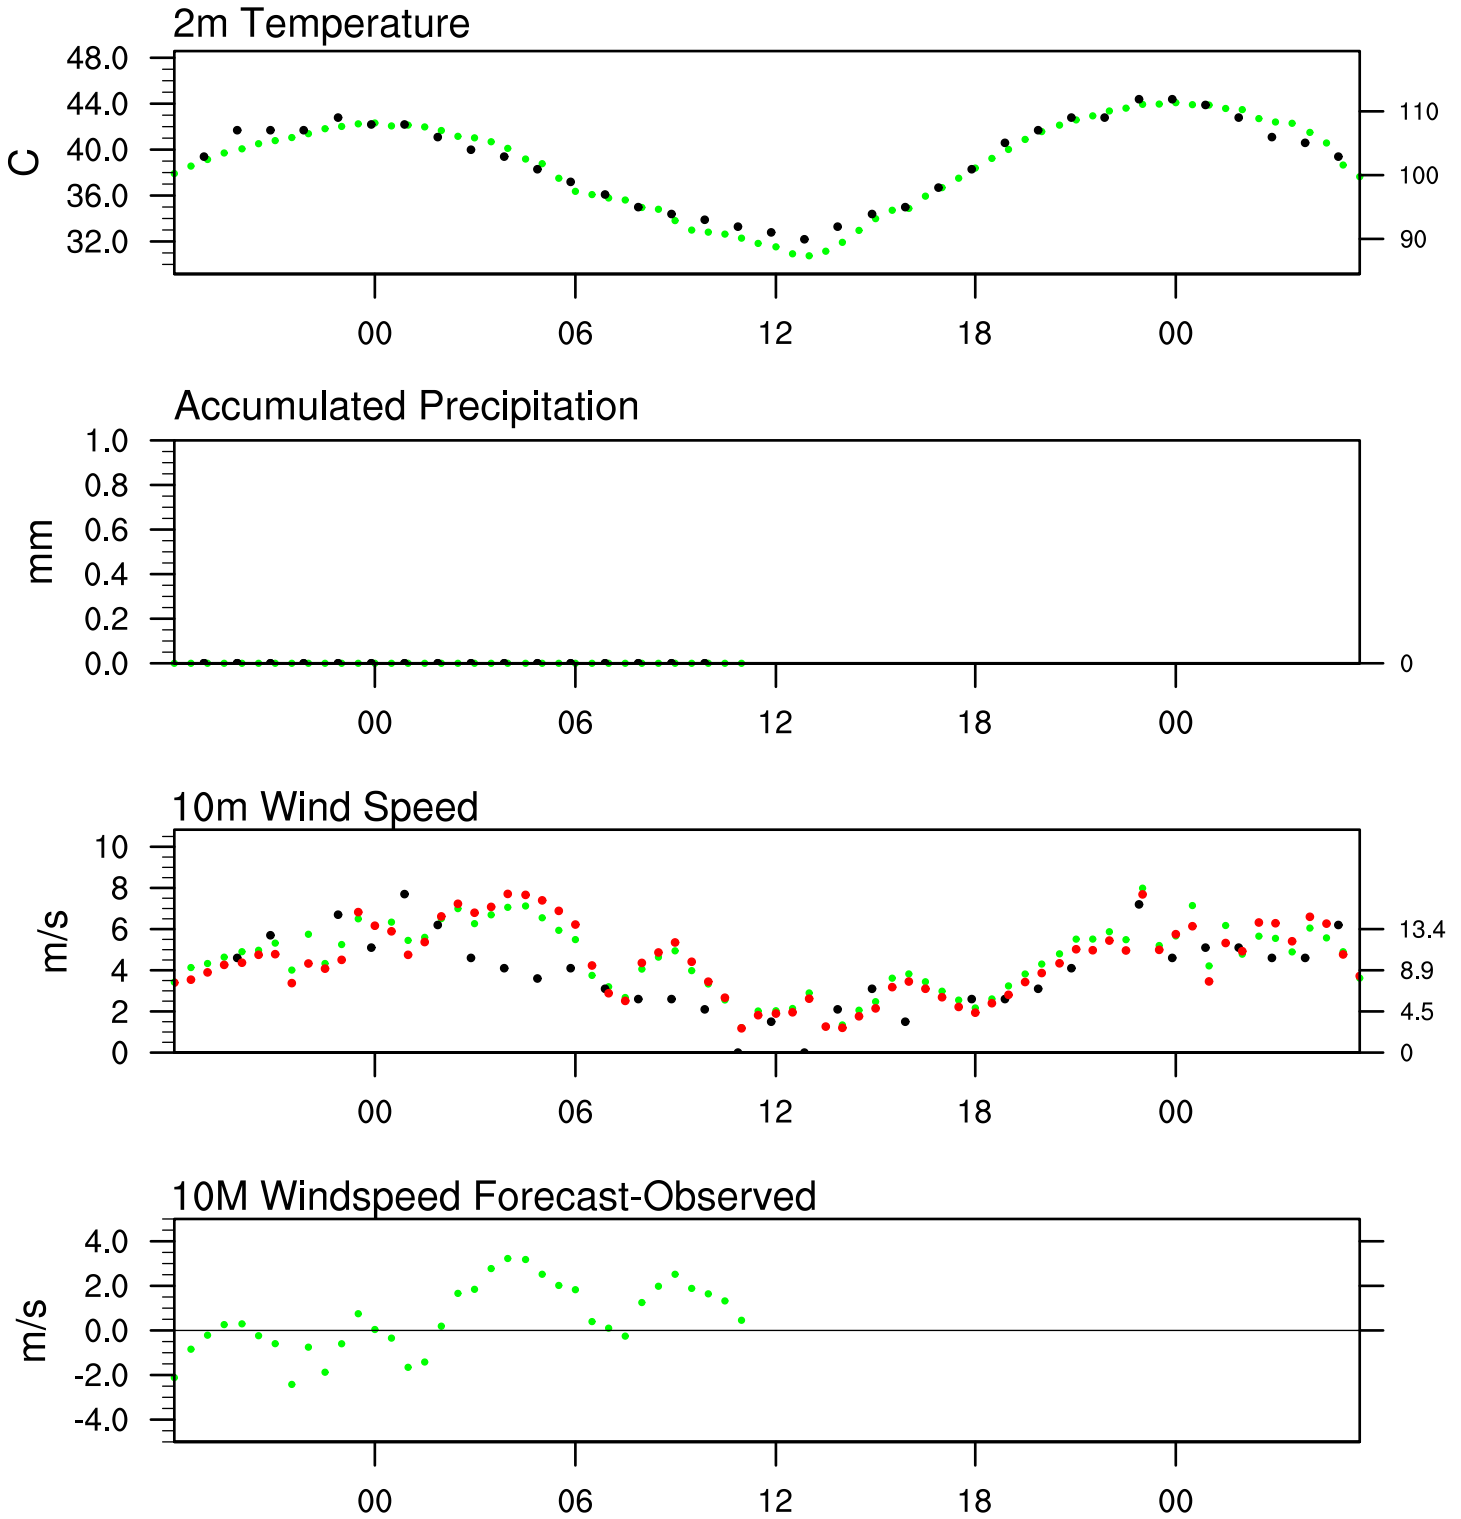 2m Temperature
48.0
44.0
40.0
36.0
32.0
C
110
100
90
00 06 12 18 00
Accumulated Precipitation
1.0
0.8
0.6
0.4
0.2
0.0
mm
0
00 06 12 18 00
10m Wind Speed
10
8
6
4
2
0
m/s
13.4
8.9
4.5
0
00 06 12 18 00
10M Windspeed Forecast-Observed
4.0
2.0
0.0
-2.0
-4.0
m/s
00 06 12 18 00